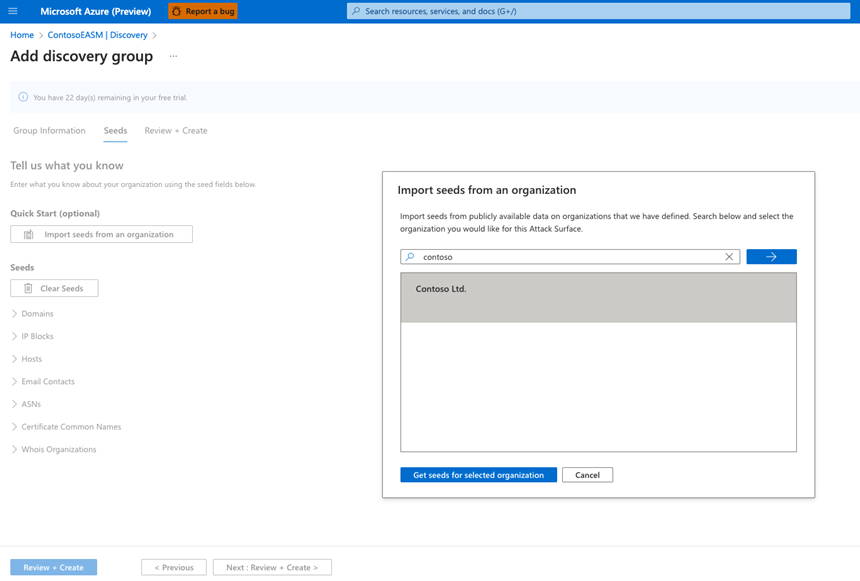 Microsoft Azure (Preview)
Report a bug
Search resources, services, and docs (G+/)
Home > ContosoEASM | Discovery >
Add discovery group ...
You have 22 day(s) remaining in your free trial.
Group Information Seeds Review + Create
Tell us what you know
Enter what you know about your organization using the seed fields below.
Quick Start (optional)
Import seeds from an organization
Seeds
Clear Seeds
Domains
IP Blocks
Hosts
Email Contacts
ASNs
Certificate Common Names
Whois Organizations
Import seeds from an organization
Import seeds from publicly available data on organizations that we have defined. Search below and select the
organization you would like for this Attack Surface.
contoso
Contoso Ltd.
Get seeds for selected organization
Cancel
Review + Create
< Previous
Next : Review + Create >